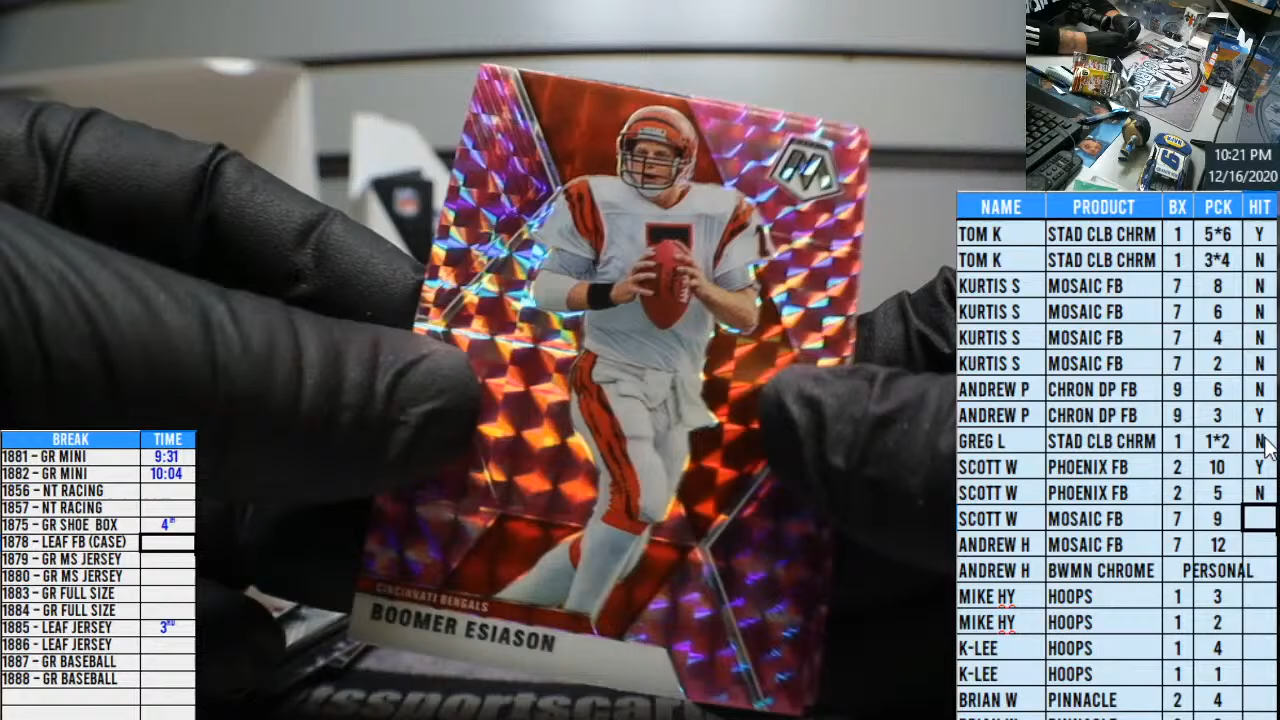 10:21 PM
12/16/2020
NAME PRODUCT BX PCK HIT
TOM K STAD CLB CHRM 1 5*6 Y
TOM K STAD CLB CHRM 1 3*4 N
KURTIS S MOSAIC FB 7 8 N
KURTIS S MOSAIC FB 7 6 N
KURTIS S MOSAIC FB 7 4 N
KURTIS S MOSAIC FB 7 2 N
ANDREW P CHRON DP FB 9 6 N
ANDREW P CHRON DP FB 9 3 Y
GREG L STAD CLB CHRM 1 1*2 N
SCOTT W PHOENIX FB 2 10 Y
SCOTT W PHOENIX FB 2 5 N
SCOTT W MOSAIC FB 7 9
ANDREW H MOSAIC FB 7 12
ANDREW H BWMN CHROME PERSONAL
MIKE HY HOOPS 1 3
MIKE HY HOOPS 1 2
K-LEE HOOPS 1 4
K-LEE HOOPS 1 1
BRIAN W PINNACLE 2 4
CINCINNATI BENGALS
BOOMER ESIASON
BREAK TIME
1881 – GR MINI 9:31
1882 – GR MINI 10:04
1856 – NT RACING
1857 – NT RACING
1875 – GR SHOE BOX 4TH
1878 – LEAF FB (CASE)
1879 – GR MS JERSEY
1880 – GR MS JERSEY
1883 – GR FULL SIZE
1884 – GR FULL SIZE
1885 – LEAF JERSEY 3RD
1886 – LEAF JERSEY
1887 – GR BASEBALL
1888 – GR BASEBALL